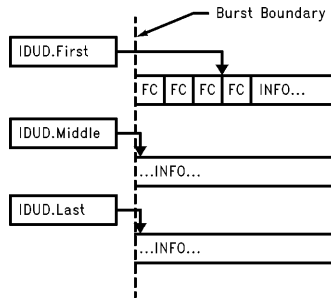 Burst Boundary
IDUD.First
FC FC FC FC INFO...
IDUD.Middle
...INFO...
IDUD.Last
...INFO...